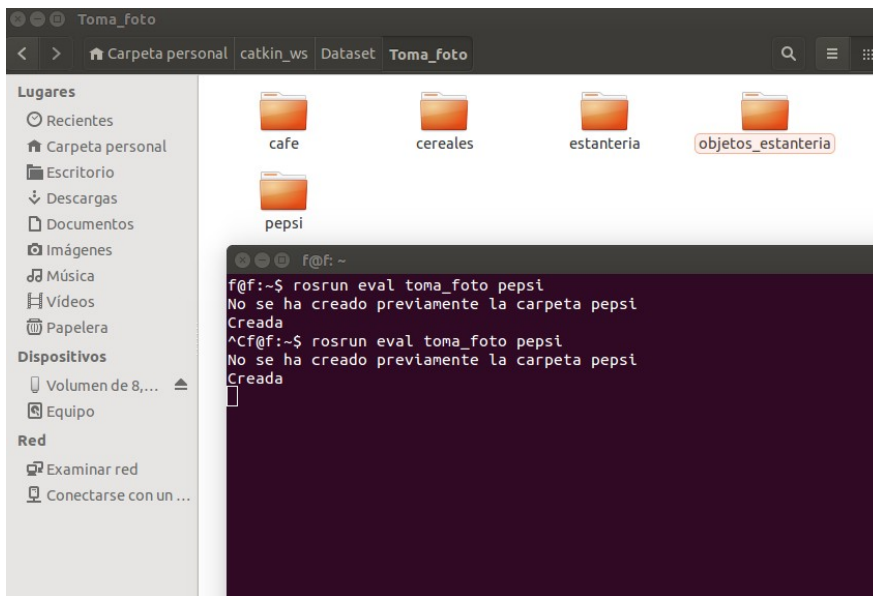 Toma_foto
Carpeta personal catkin_ws Dataset Toma_foto
Lugares
Recientes
Carpeta personal
Escritorio
Descargas
Documentos
Imágenes
Música
Vídeos
Papelera
Dispositivos
Volumen de 8,...
Equipo
Red
Examinar red
Conectarse con un ...
cafe
cereales
estanteria
objetos_estanteria
pepsi
f@f: ~
f@f:~$ rosrun eval toma_foto pepsi
No se ha creado previamente la carpeta pepsi
Creada
^Cf@f:~$ rosrun eval toma_foto pepsi
No se ha creado previamente la carpeta pepsi
Creada